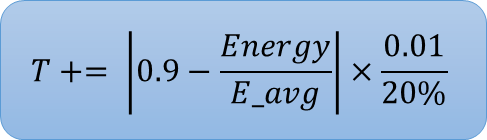 T += |0.9 − Energy/E_avg| × 0.01/20%